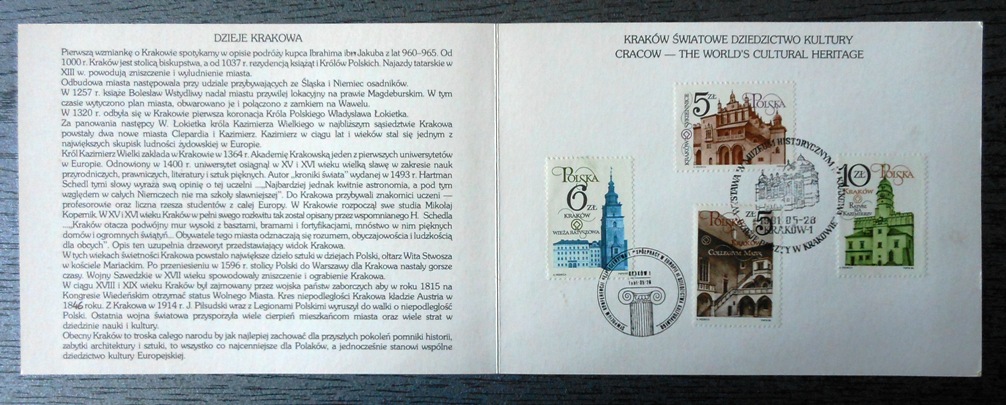 DZIEJE KRAKOWA
Pierwszą wzmiankę o Krakowie spotykamy w opisie podróży kupca Ibrahima ibn Jakuba z lat 960—965. Od
1000 r. Kraków jest stolicą biskupstwa, a od 1037 r. rezydencją książąt i Królów Polskich. Najazdy tatarskie w
XIII w. powodują zniszczenie i wyludnienie miasta.
Odbudowa miasta następowała przy udziale przybywających ze Śląska i Niemiec osadników.
W 1257 r. książe Bolesław Wstydliwy nadał miastu przywilej lokacyjny na prawie Magdeburskim. W tym
czasie wytyczono plan miasta, obwarowano je i połączono z zamkiem na Wawelu.
W 1320 r. odbyła się w Krakowie pierwsza koronacja Króla Polskiego Władysława Łokietka.
Za panowania następcy W. Łokietka króla Kazimierza Wielkiego w najbliższym sąsiedztwie Krakowa
powstały dwa nowe miasta Clepardia i Kazimierz. Kazimierz w ciągu lat i wieków stał się jednym z
największych skupisk ludności żydowskiej w Europie.
Król Kazimierz Wielki zakłada w Krakowie w 1364 r. Akademię Krakowską jeden z pierwszych uniwersytetów
w Europie. Odnowiony w 1400 r. uniwersytet osiągnął w XV i XVI wieku wielką sławę w zakresie nauk
przyrodniczych, prawniczych, literatury i sztuk pięknych. Autor „kroniki świata” wydanej w 1493 r. Hartman
Schedl tymi słowy wyraża swą opinię o tej uczelni ...„Najbardziej jednak kwitnie astronomia, a pod tym
względem w całych Niemczech nie ma szkoły sławniejszej”. Do Krakowa przybywali znakomici uczeni —
profesorowie oraz liczna rzesza studentów z całej Europy. W Krakowie rozpoczął swe studia Mikołaj
Kopernik. W XV i XVI wieku Kraków w pełni swego rozkwitu tak został opisany przez wspomnianego H. Schedla
...„Kraków otacza podwójny mur wysoki z basztami, bramami i fortyfikacjami, mnóstwo w nim pięknych
domów i ogromnych świątyń... Obywatele tego miasta odznaczają się rozumem, obyczajowością i ludzkością
dla obcych”. Opis ten uzupełnia drzeworyt przedstawiający widok Krakowa.
W tych wiekach świetności Krakowa powstało największe dzieło sztuki w dziejach Polski, ołtarz Wita Stwosza
w kościele Mariackim. Po przeniesieniu w 1596 r. stolicy Polski do Warszawy dla Krakowa nastały gorsze
czasy. Wojny Szwedzkie w XVII wieku spowodowały zniszczenie i ograbienie Krakowa.
W ciągu XVIII i XIX wieku Kraków był zajmowany przez wojska państw zaborczych aby w roku 1815 na
Kongresie Wiedeńskim otrzymać status Wolnego Miasta. Kres niepodległości Krakowa kładzie Austria w
1846 roku. Z Krakowa w 1914 r. J. Piłsudski wraz z Legionami Polskimi wyruszył do walki o niepodległość
Polski. Ostatnia wojna światowa przysporzyła wiele cierpień mieszkańcom miasta oraz wiele strat w
dziedzinie nauki i kultury.
Obecny Kraków to troska całego narodu by jak najlepiej zachować dla przyszłych pokoleń pomniki historii,
zabytki architektury i sztuki, to wszystko co najcenniejsze dla Polaków, a jednocześnie stanowi wspólne
dziedzictwo kultury Europejskiej.
KRAKÓW ŚWIATOWE DZIEDZICTWO KULTURY
CRACOW — THE WORLD'S CULTURAL HERITAGE
5 ZŁ
POLSKA
KRAKÓW SUKIENNICE
POLSKA
6 ZŁ
KRAKÓW
WIEŻA RATUSZOWA
5 ZŁ
POLSKA
COLLEGIUM MAIUS
10 ZŁ
POLSKA
KRAKÓW
RYNEK
NA
KAZIMIERZU
WYSTAWA W MUZEUM HISTORYCZNYM
W KRAKOWIE
05-28
KRAKÓW-1
KRAKÓW 1
1991-05-28